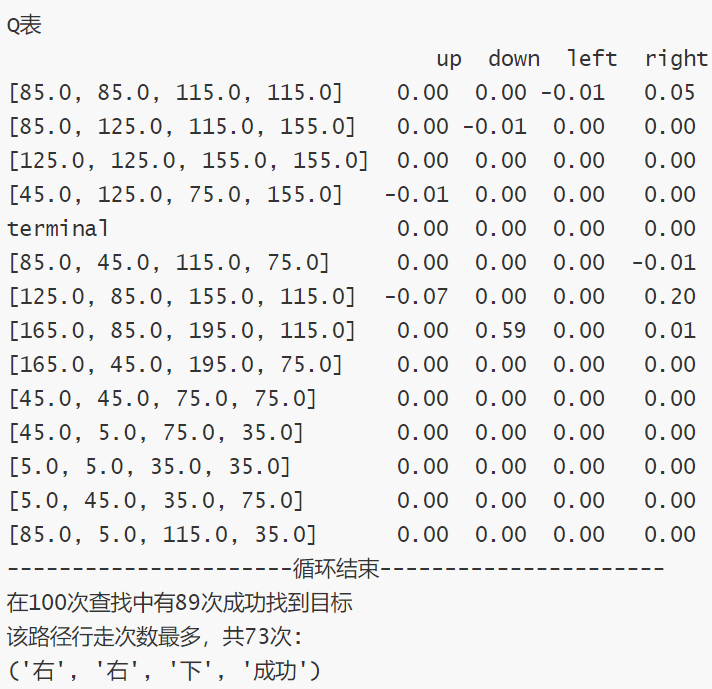 Q表
up down left right
[85.0, 85.0, 115.0, 115.0] 0.00 0.00 -0.01 0.05
[85.0, 125.0, 115.0, 155.0] 0.00 -0.01 0.00 0.00
[125.0, 125.0, 155.0, 155.0] 0.00 0.00 0.00 0.00
[45.0, 125.0, 75.0, 155.0] -0.01 0.00 0.00 0.00
terminal 0.00 0.00 0.00 0.00
[85.0, 45.0, 115.0, 75.0] 0.00 0.00 0.00 -0.01
[125.0, 85.0, 155.0, 115.0] -0.07 0.00 0.00 0.20
[165.0, 85.0, 195.0, 115.0] 0.00 0.59 0.00 0.01
[165.0, 45.0, 195.0, 75.0] 0.00 0.00 0.00 0.00
[45.0, 45.0, 75.0, 75.0] 0.00 0.00 0.00 0.00
[45.0, 5.0, 75.0, 35.0] 0.00 0.00 0.00 0.00
[5.0, 5.0, 35.0, 35.0] 0.00 0.00 0.00 0.00
[5.0, 45.0, 35.0, 75.0] 0.00 0.00 0.00 0.00
[85.0, 5.0, 115.0, 35.0] 0.00 0.00 0.00 0.00
----------------------循环结束----------------------
在100次查找中有89次成功找到目标
该路径行走次数最多，共73次：
('右', '右', '下', '成功')